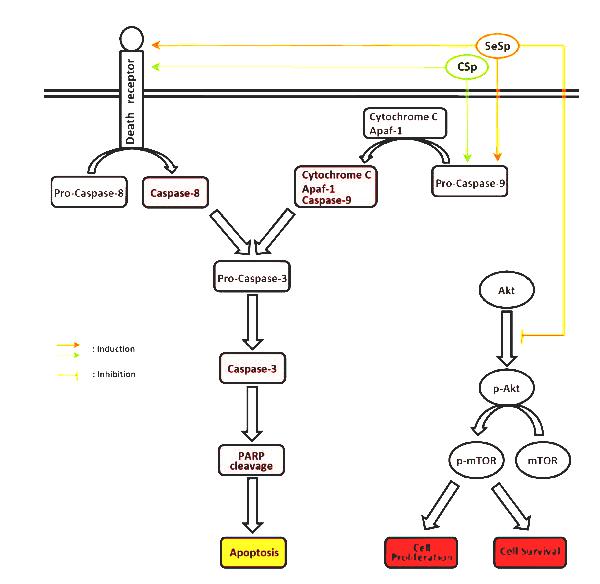 SeSp
CSp
Death receptor
Cytochrome C
Apaf-1
Pro-Caspase-8
Caspase-8
Cytochrome C
Apaf-1
Caspase-9
Pro-Caspase-9
Pro-Caspase-3
Akt
: Induction
: Inhibition
Caspase-3
p-Akt
PARP
cleavage
p-mTOR
mTOR
Apoptosis
Cell
Proliferation
Cell Survival